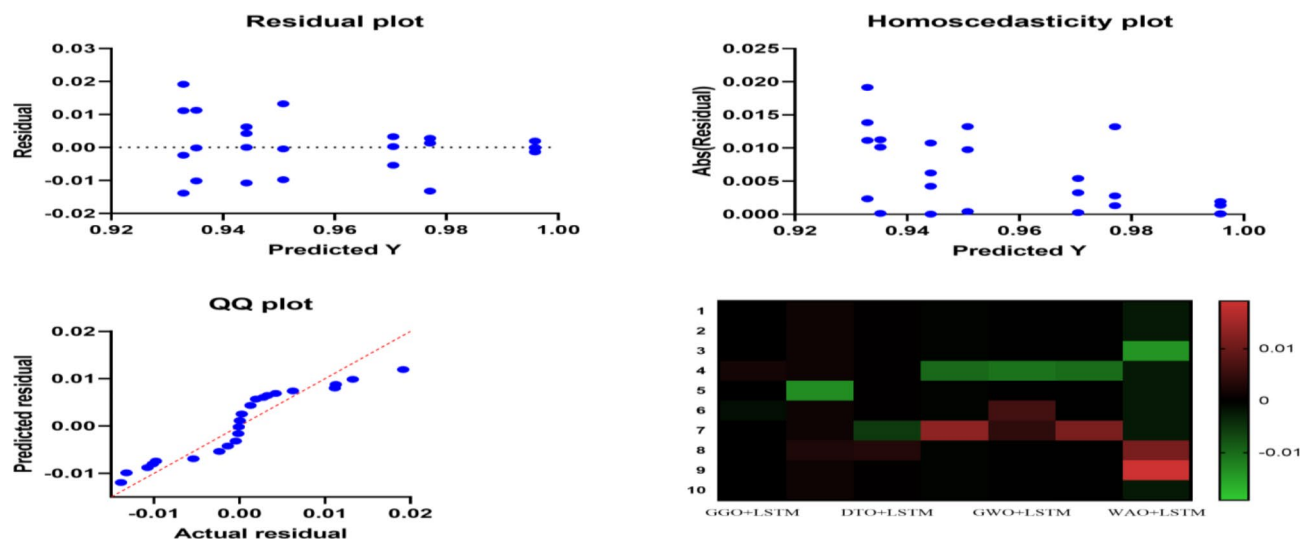 Residual plot
0.03
0.02
0.01
0.00
-0.01
-0.02
Residual
0.92 0.94 0.96 0.98 1.00
Predicted Y
Homoscedasticity plot
0.025
0.020
0.015
0.010
0.005
0.000
Abs(Residual)
0.92 0.94 0.96 0.98 1.00
Predicted Y
QQ plot
0.02
0.01
0.00
-0.01
Predicted residual
-0.01 0.00 0.01 0.02
Actual residual
1
2
3
4
5
6
7
8
9
10
GGO+LSTM DTO+LSTM GWO+LSTM WAO+LSTM
0.01
0
-0.01